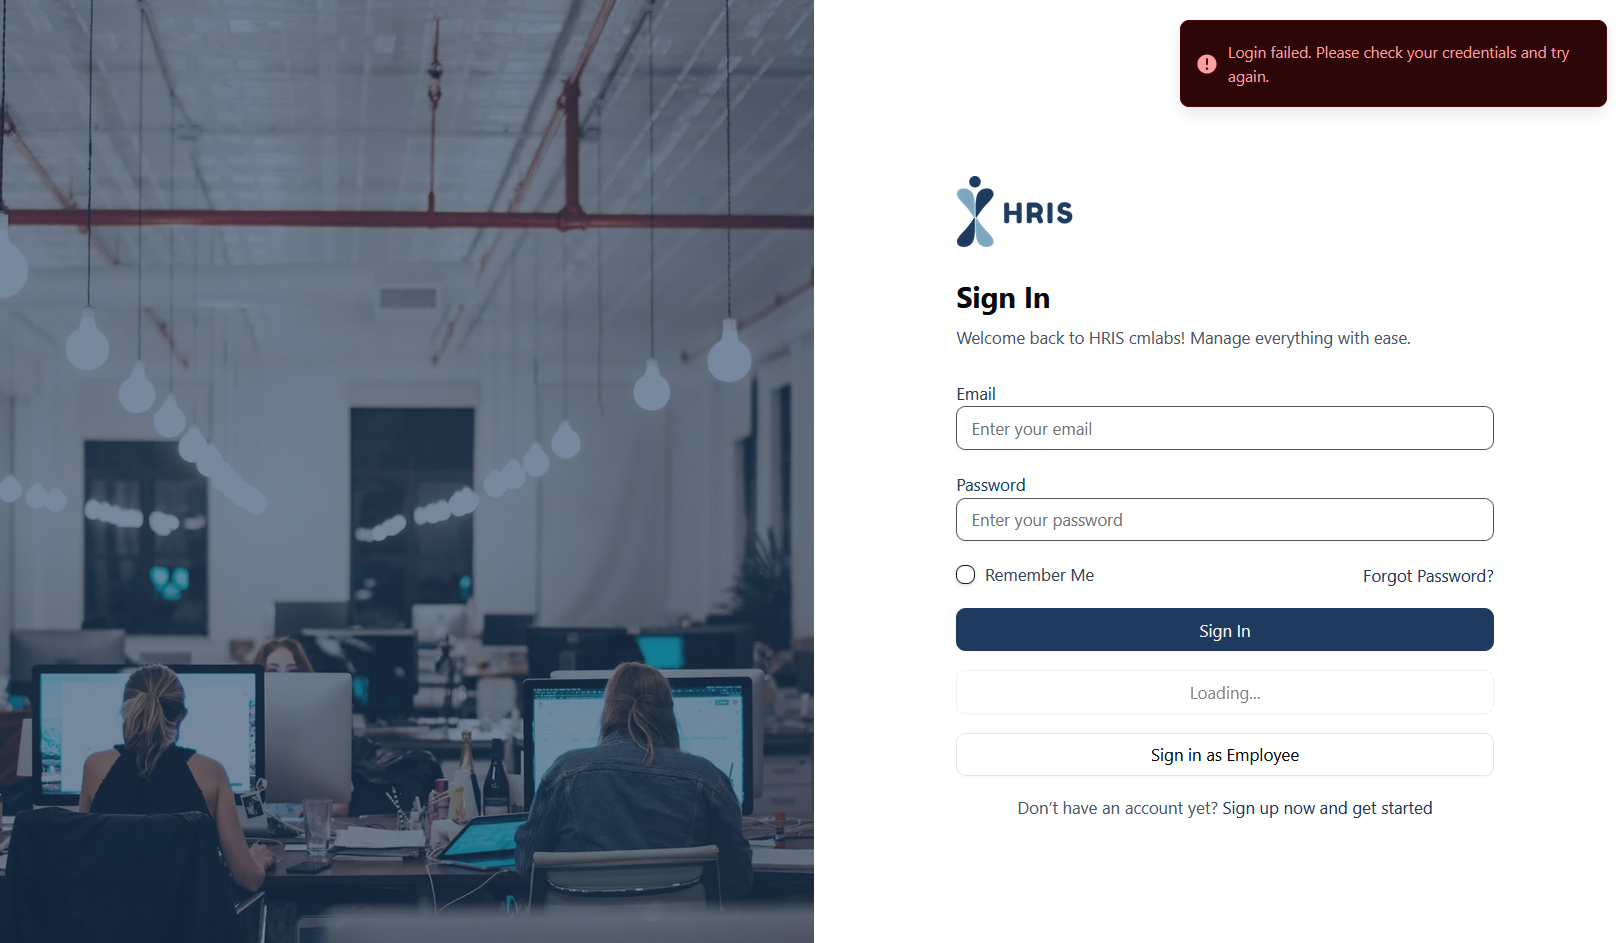 Login failed. Please check your credentials and try
again.
HRIS
Sign In
Welcome back to HRIS cmlabs! Manage everything with ease.
Email
Enter your email
Password
Enter your password
Remember Me
Forgot Password?
Sign In
Loading...
Sign in as Employee
Don't have an account yet? Sign up now and get started